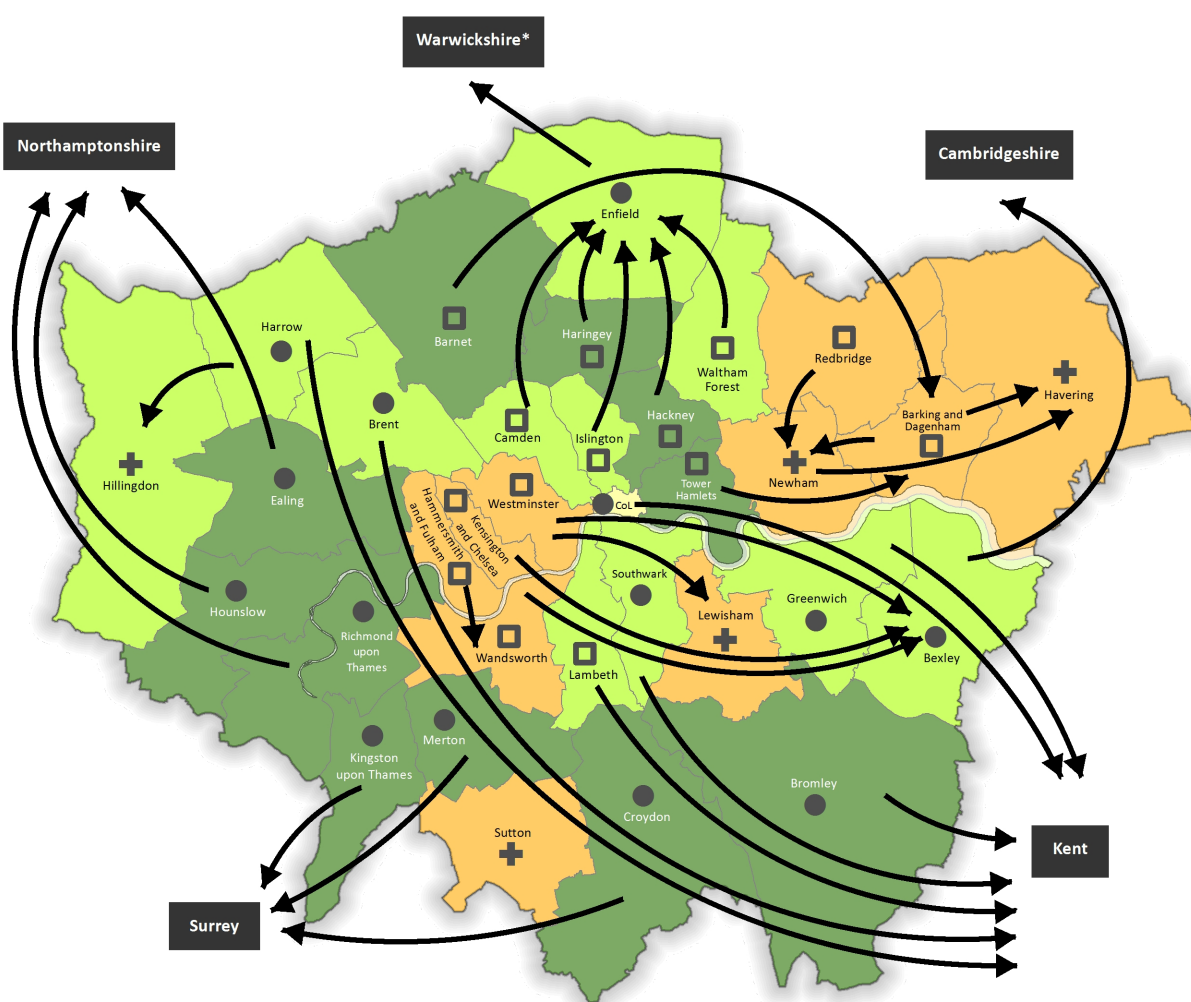 Warwickshire*
Northamptonshire
Cambridgeshire
Enfield
Harrow
Barnet
Haringey
Redbridge
Waltham
Forest
Havering
Brent
Camden
Islington
Hackney
Barking and
Dagenham
Hillingdon
Ealing
Westminster
Tower
Hamlets
Newham
CoL
Hammersmith
and Fulham
Kensington
and Chelsea
Southwark
Hounslow
Richmond
upon
Thames
Greenwich
Lewisham
Wandsworth
Lambeth
Bexley
Kingston
upon Thames
Merton
Bromley
Croydon
Sutton
Kent
Surrey